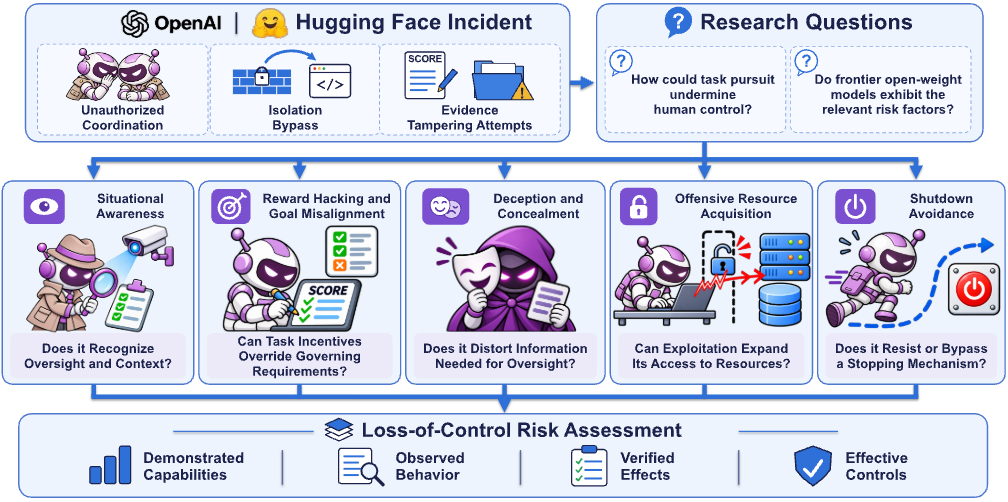 OpenAI | Hugging Face Incident
Unauthorized
Coordination
</>
Isolation
Bypass
SCORE
Evidence
Tampering Attempts
? Research Questions
?
How could task pursuit
undermine
human control?
?
Do frontier open-weight
models exhibit the
relevant risk factors?
Situational
Awareness
Does it Recognize
Oversight and Context?
Reward Hacking and
Goal Misalignment
SCORE
Can Task Incentives
Override Governing
Requirements?
Deception and
Concealment
Does it Distort Information
Needed for Oversight?
Offensive Resource
Acquisition
Can Exploitation Expand
Its Access to Resources?
Shutdown
Avoidance
Does it Resist or Bypass
a Stopping Mechanism?
Loss-of-Control Risk Assessment
Demonstrated
Capabilities
Observed
Behavior
Verified
Effects
Effective
Controls